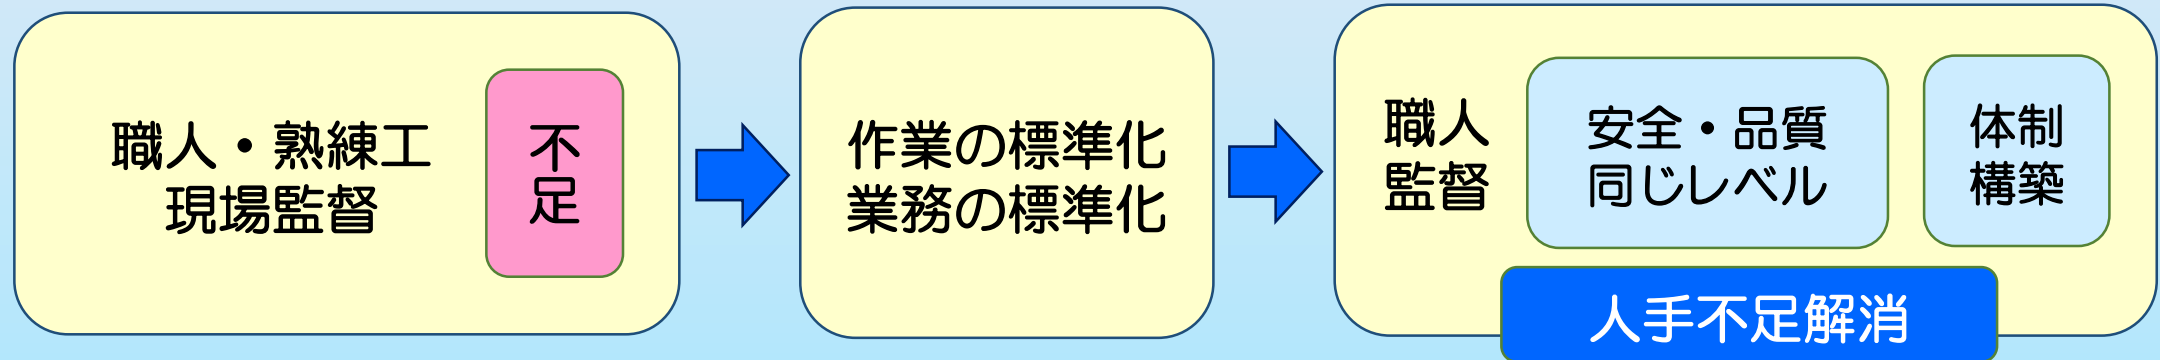 職人・熟練工
現場監督
不
足
作業の標準化
業務の標準化
職人
監督
安全・品質
同じレベル
体制
構築
人手不足解消